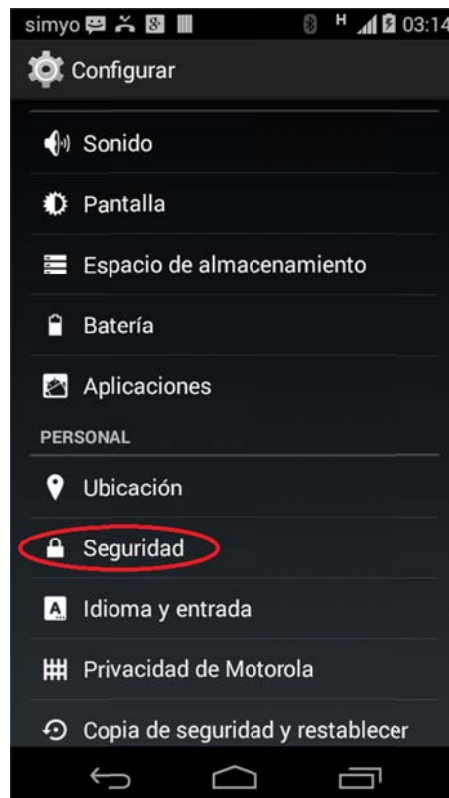 simyo H 03:14
Configurar
Sonido
Pantalla
Espacio de almacenamiento
Batería
Aplicaciones
PERSONAL
Ubicación
Seguridad
Idioma y entrada
Privacidad de Motorola
Copia de seguridad y restablecer